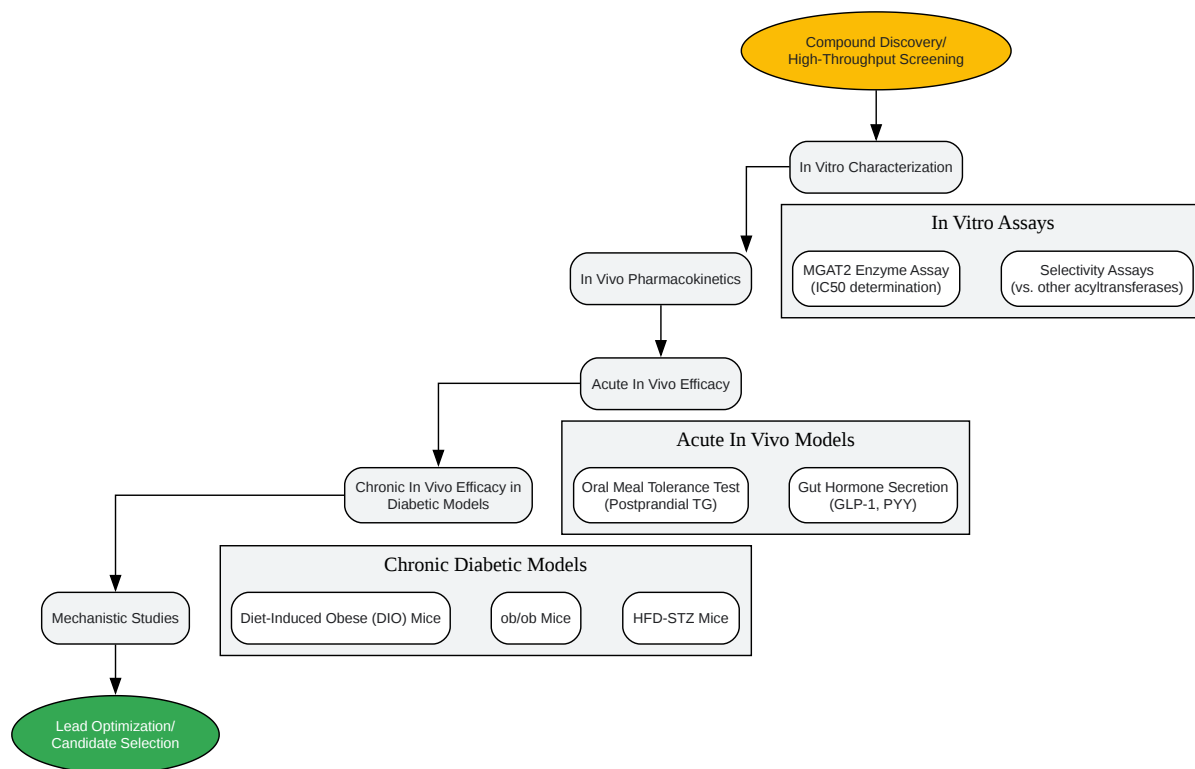 Compound Discovery/
High-Throughput Screening
In Vitro Characterization
In Vitro Assays
MGAT2 Enzyme Assay
(IC50 determination)
Selectivity Assays
(vs. other acyltransferases)
In Vivo Pharmacokinetics
Acute In Vivo Efficacy
Acute In Vivo Models
Oral Meal Tolerance Test
(Postprandial TG)
Gut Hormone Secretion
(GLP-1, PYY)
Chronic In Vivo Efficacy in
Diabetic Models
Chronic Diabetic Models
Diet-Induced Obese (DIO) Mice
ob/ob Mice
HFD-STZ Mice
Mechanistic Studies
Lead Optimization/
Candidate Selection